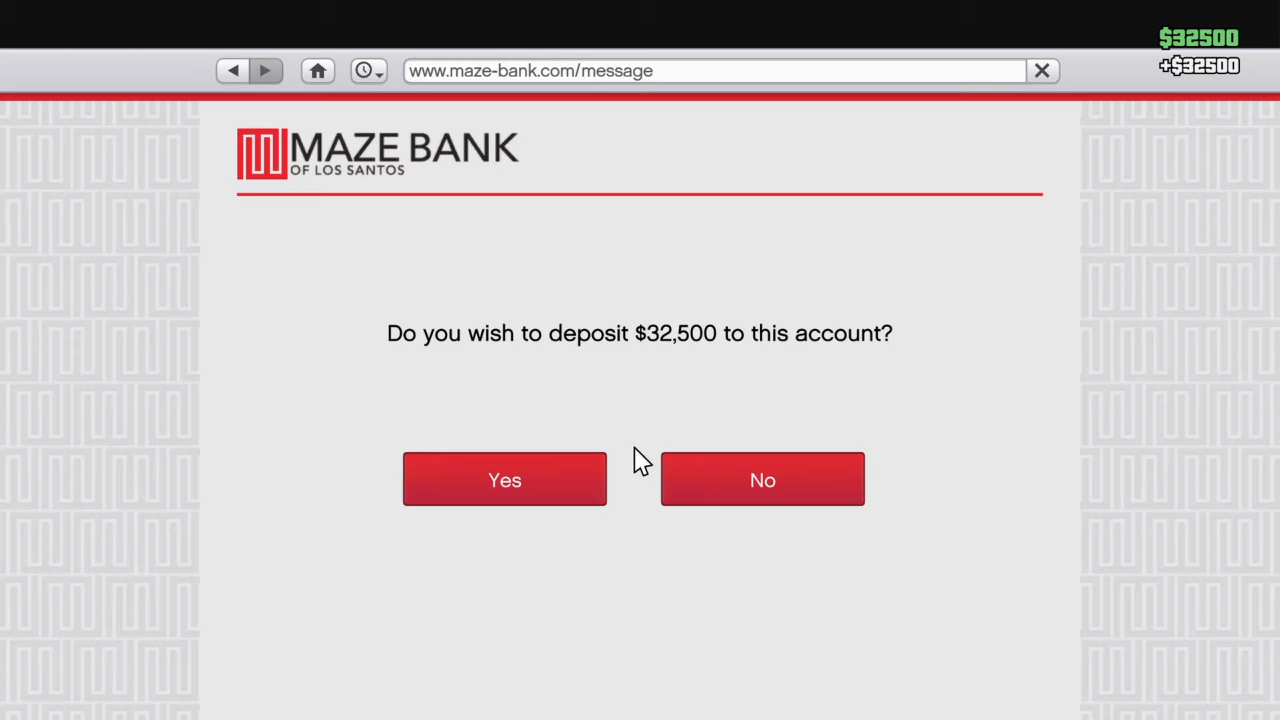 $32500
+$32500
www.maze-bank.com/message
MAZE BANK
OF LOS SANTOS
Do you wish to deposit $32,500 to this account?
Yes
No